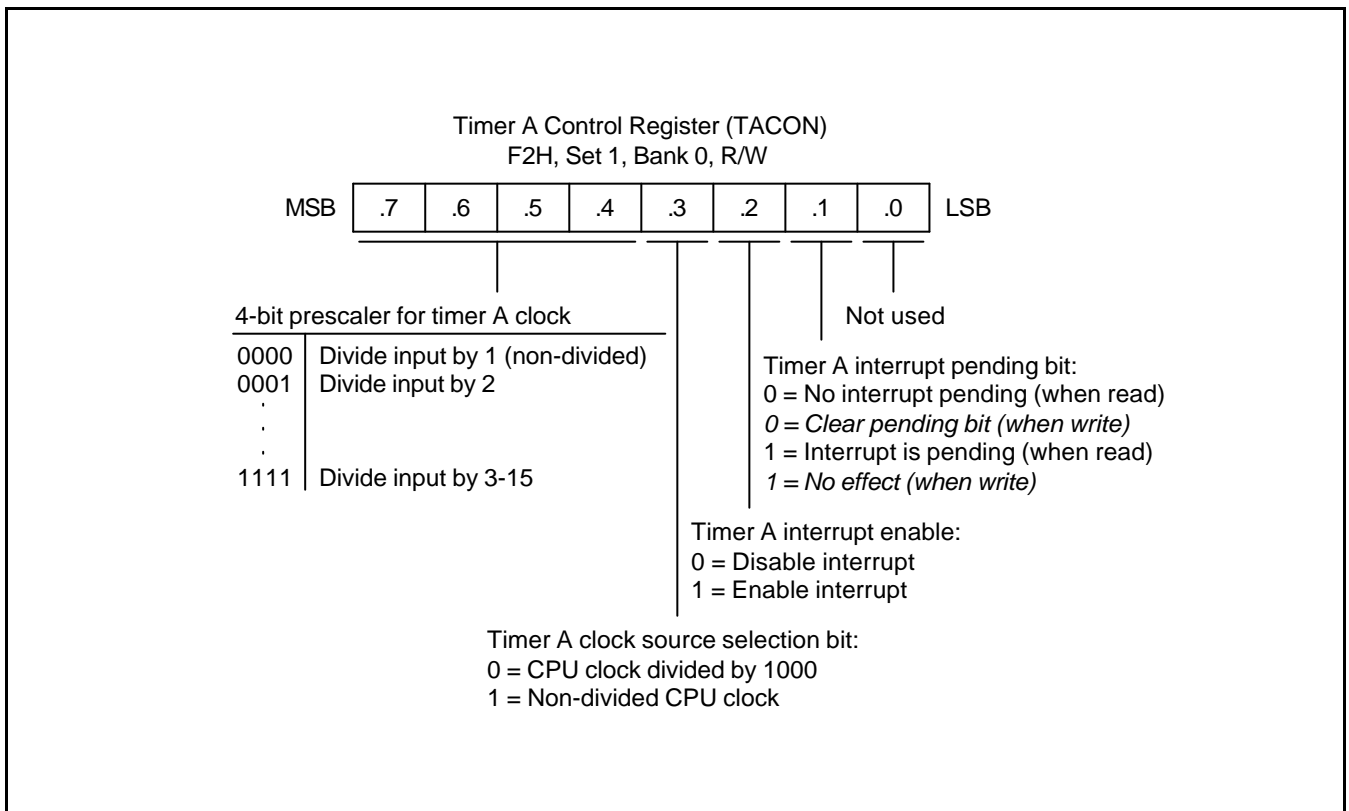 Timer A Control Register (TACON)
F2H, Set 1, Bank 0, R/W
MSB .7 .6 .5 .4 .3 .2 .1 .0 LSB
4-bit prescaler for timer A clock
0000 Divide input by 1 (non-divided)
0001 Divide input by 2
.
.
.
1111 Divide input by 3-15
Not used
Timer A interrupt pending bit:
0 = No interrupt pending (when read)
0 = Clear pending bit (when write)
1 = Interrupt is pending (when read)
1 = No effect (when write)
Timer A interrupt enable:
0 = Disable interrupt
1 = Enable interrupt
Timer A clock source selection bit:
0 = CPU clock divided by 1000
1 = Non-divided CPU clock